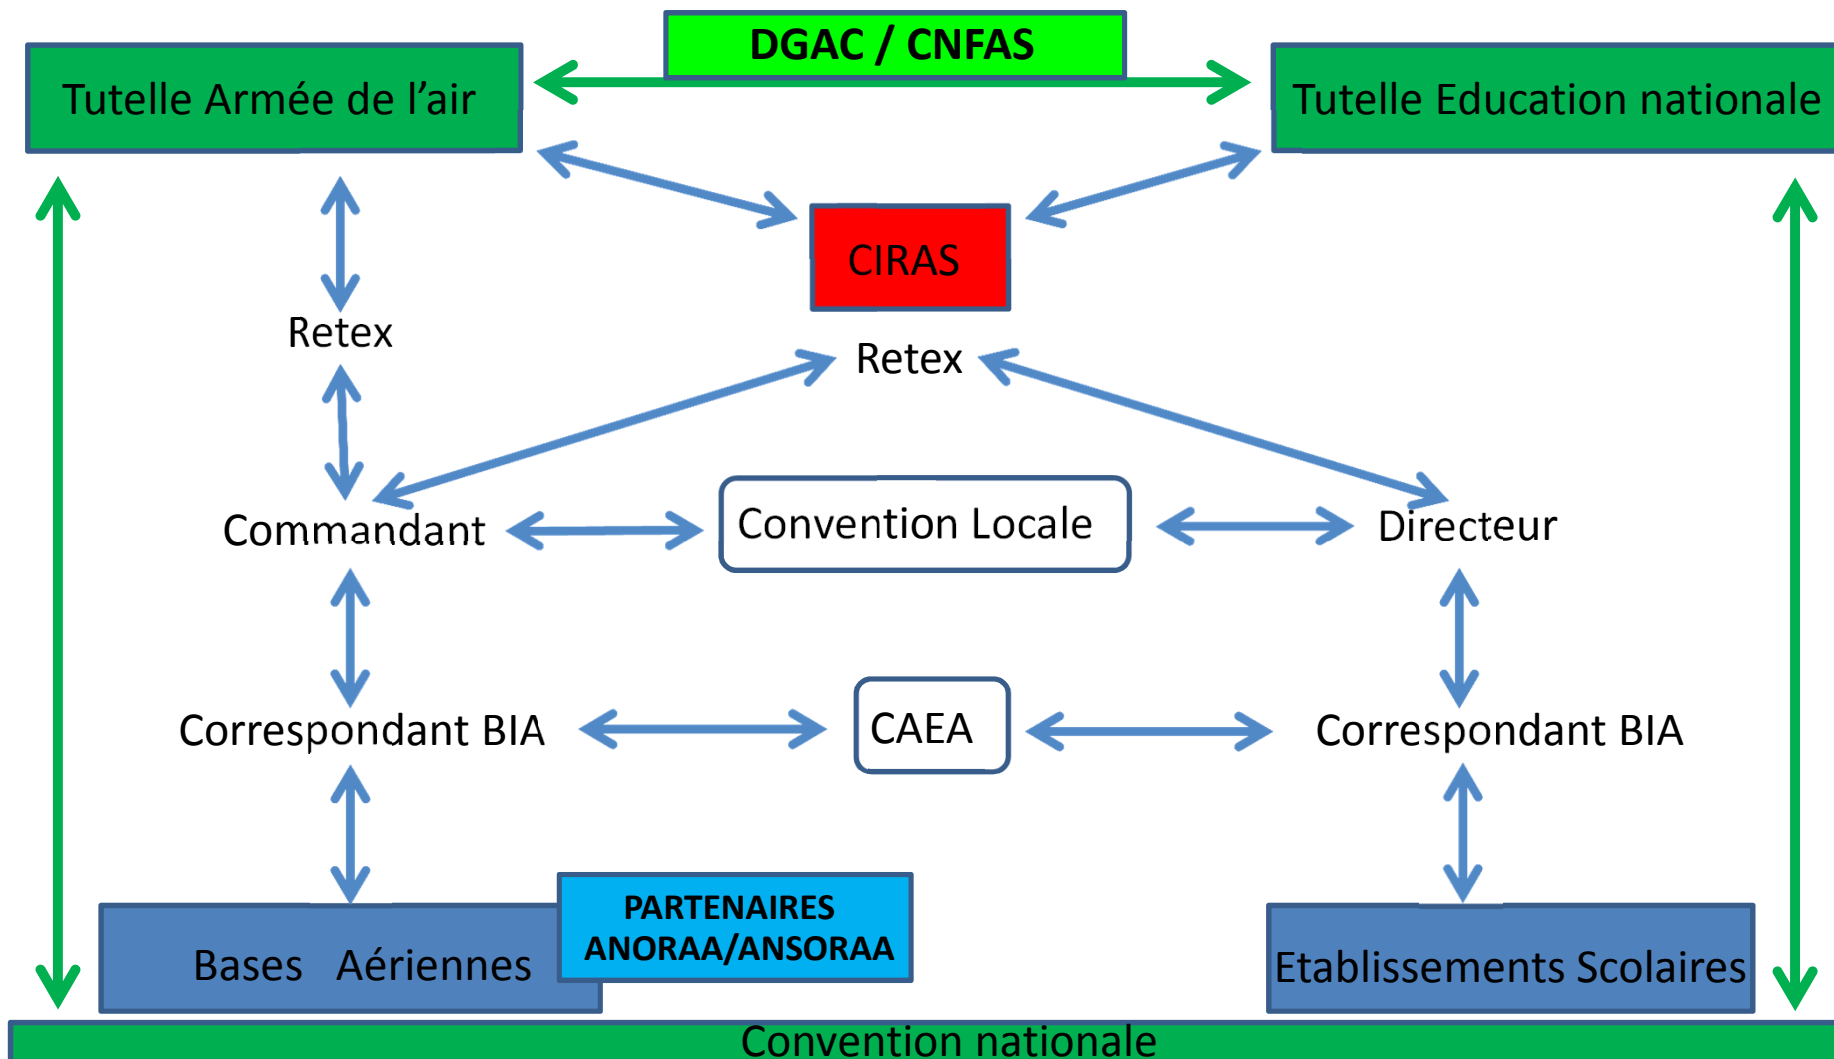 DGAC / CNFAS
Tutelle Armée de l’air
Tutelle Education nationale
CIRAS
Retex
Retex
Commandant
Convention Locale
Directeur
Correspondant BIA
CAEA
Correspondant BIA
PARTENAIRES
ANORAA/ANSORAA
Bases Aériennes
Etablissements Scolaires
Convention nationale